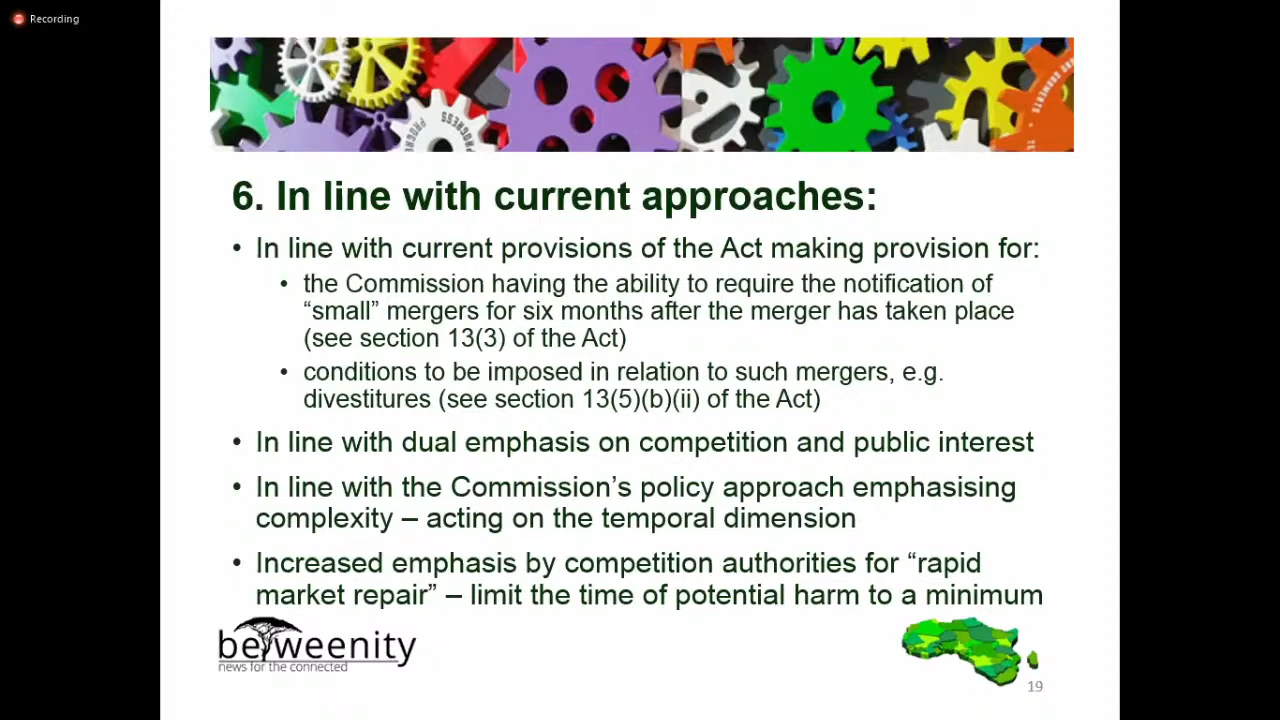 Recording
PROGRESS
6. In line with current approaches:
• In line with current provisions of the Act making provision for:
• the Commission having the ability to require the notification of
“small” mergers for six months after the merger has taken place
(see section 13(3) of the Act)
• conditions to be imposed in relation to such mergers, e.g.
divestitures (see section 13(5)(b)(ii) of the Act)
• In line with dual emphasis on competition and public interest
• In line with the Commission’s policy approach emphasising
complexity – acting on the temporal dimension
• Increased emphasis by competition authorities for “rapid
market repair” – limit the time of potential harm to a minimum
betweenity
news for the connected
19